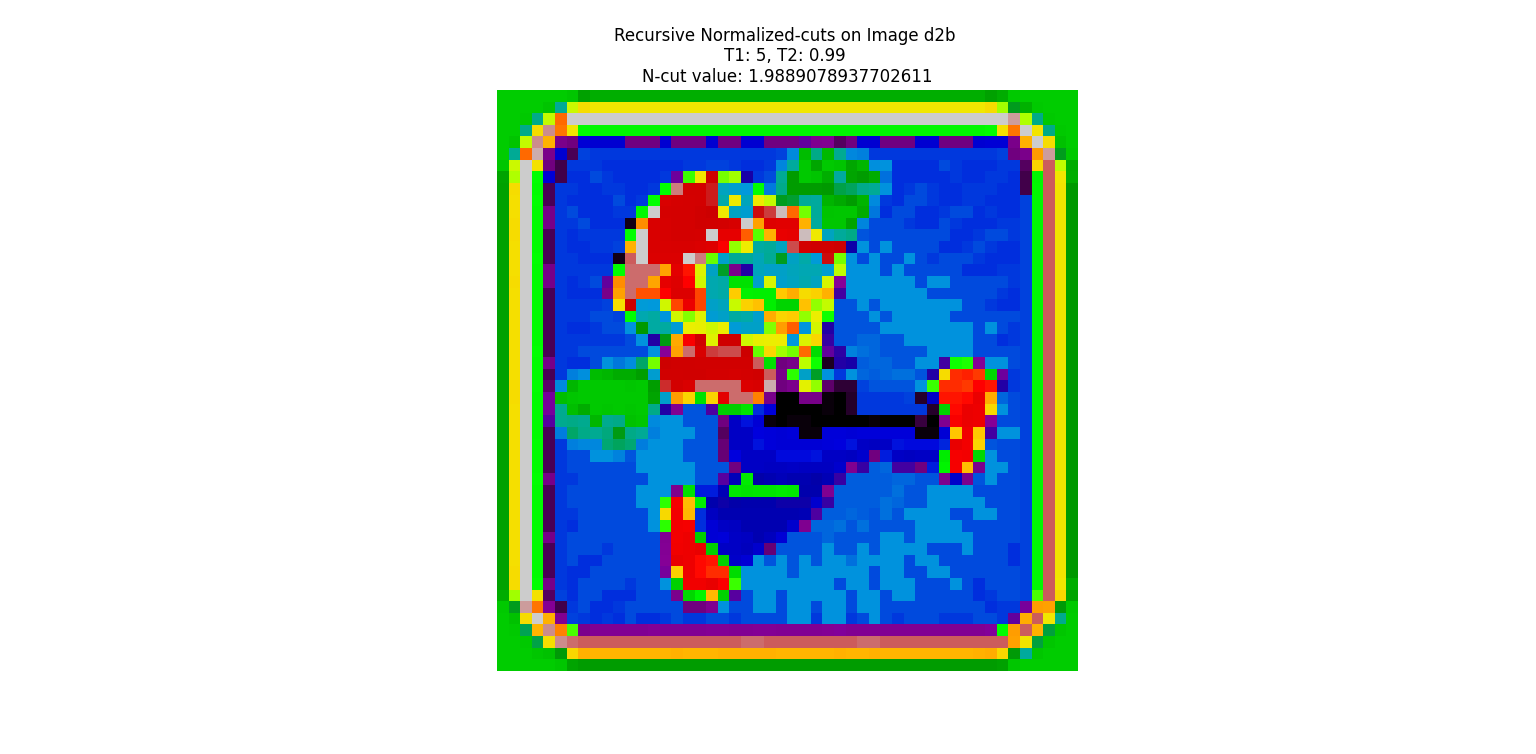 Recursive Normalized-cuts on Image d2b
T1: 5, T2: 0.99
N-cut value: 1.9889078937702611